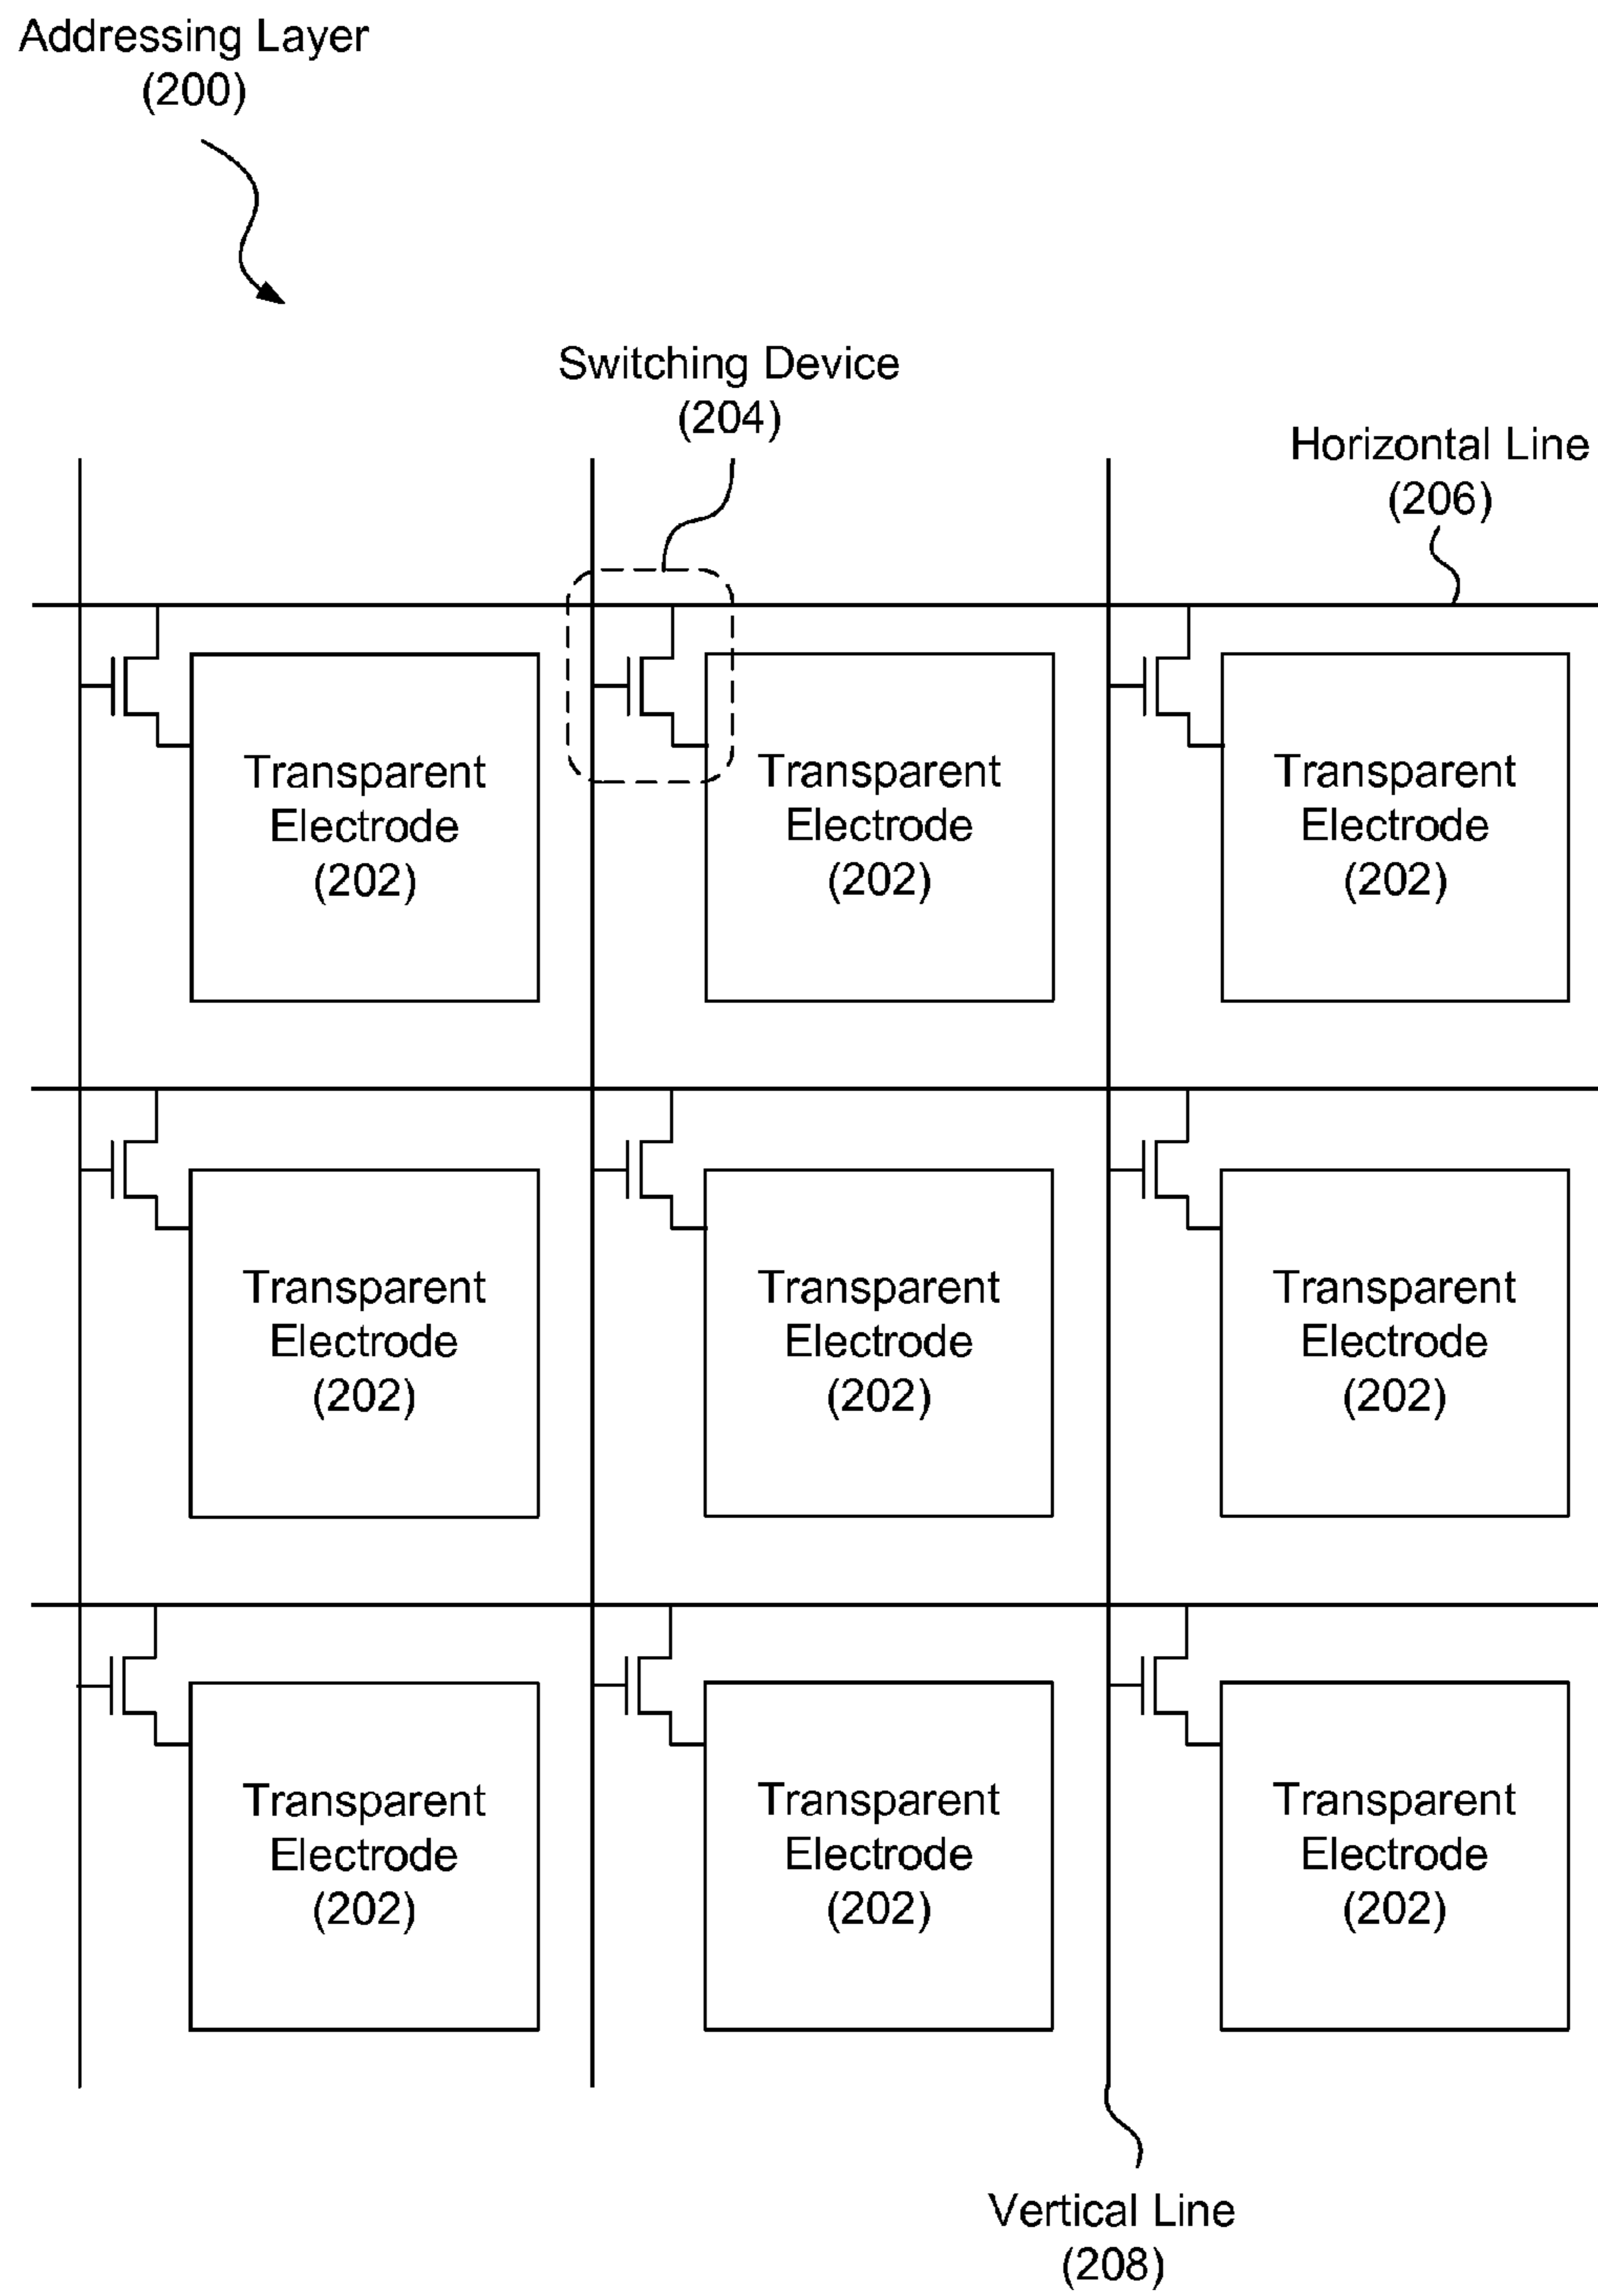 Addressing Layer
(200)
Switching Device
(204)
Horizontal Line
(206)
Transparent
Electrode
(202)
Transparent
Electrode
(202)
Transparent
Electrode
(202)
Transparent
Electrode
(202)
Transparent
Electrode
(202)
Transparent
Electrode
(202)
Transparent
Electrode
(202)
Transparent
Electrode
(202)
Transparent
Electrode
(202)
Vertical Line
(208)